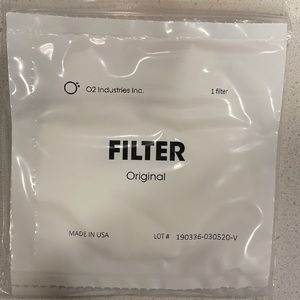 O2 Industries Inc. 1 filter
FILTER
Original
MADE IN USA LOT # 190336-030520-V